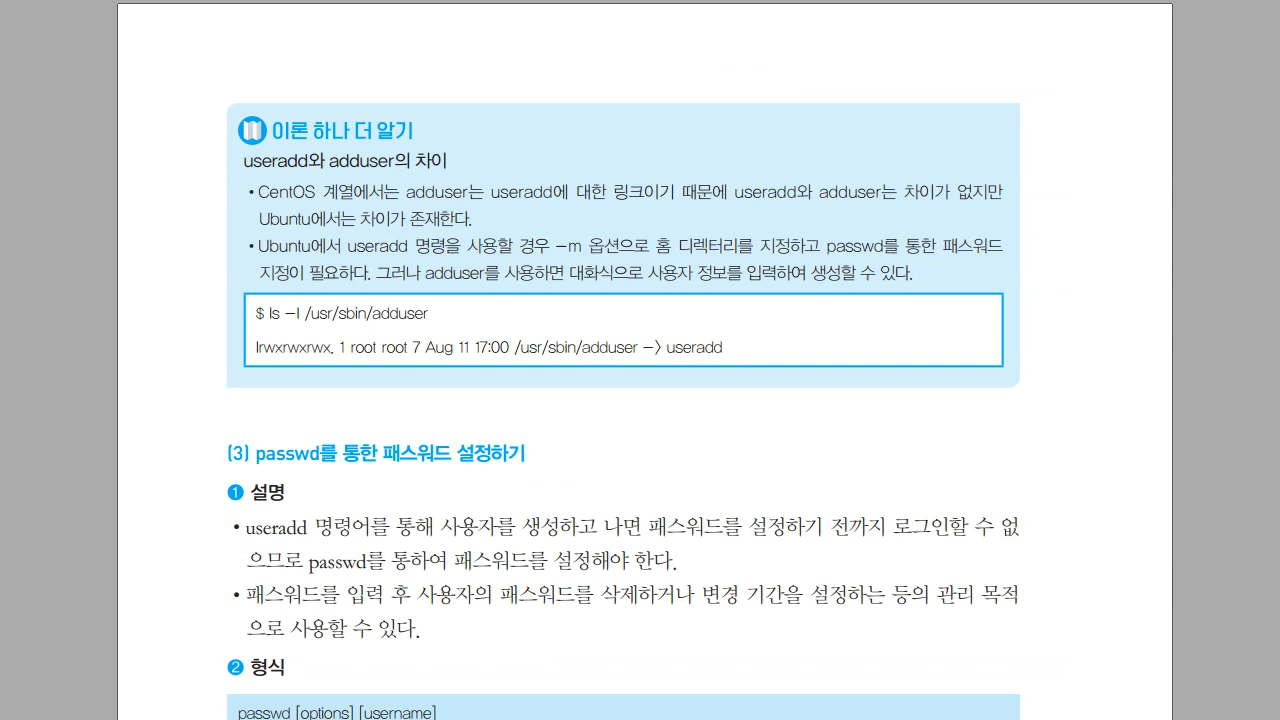 이론 하나 더 알기
useradd와 adduser의 차이
• CentOS 계열에서는 adduser는 useradd에 대한 링크이기 때문에 useradd와 adduser는 차이가 없지만
Ubuntu에서는 차이가 존재한다.
• Ubuntu에서 useradd 명령을 사용할 경우 –m 옵션으로 홈 디렉터리를 지정하고 passwd를 통한 패스워드
지정이 필요하다. 그러나 adduser를 사용하면 대화식으로 사용자 정보를 입력하여 생성할 수 있다.
$ ls –l /usr/sbin/adduser
lrwxrwxrwx. 1 root root 7 Aug 11 17:00 /usr/sbin/adduser –> useradd
(3) passwd를 통한 패스워드 설정하기
❶ 설명
• useradd 명령어를 통해 사용자를 생성하고 나면 패스워드를 설정하기 전까지 로그인할 수 없
으므로 passwd를 통하여 패스워드를 설정해야 한다.
• 패스워드를 입력 후 사용자의 패스워드를 삭제하거나 변경 기간을 설정하는 등의 관리 목적
으로 사용할 수 있다.
❷ 형식
passwd [options] [username]